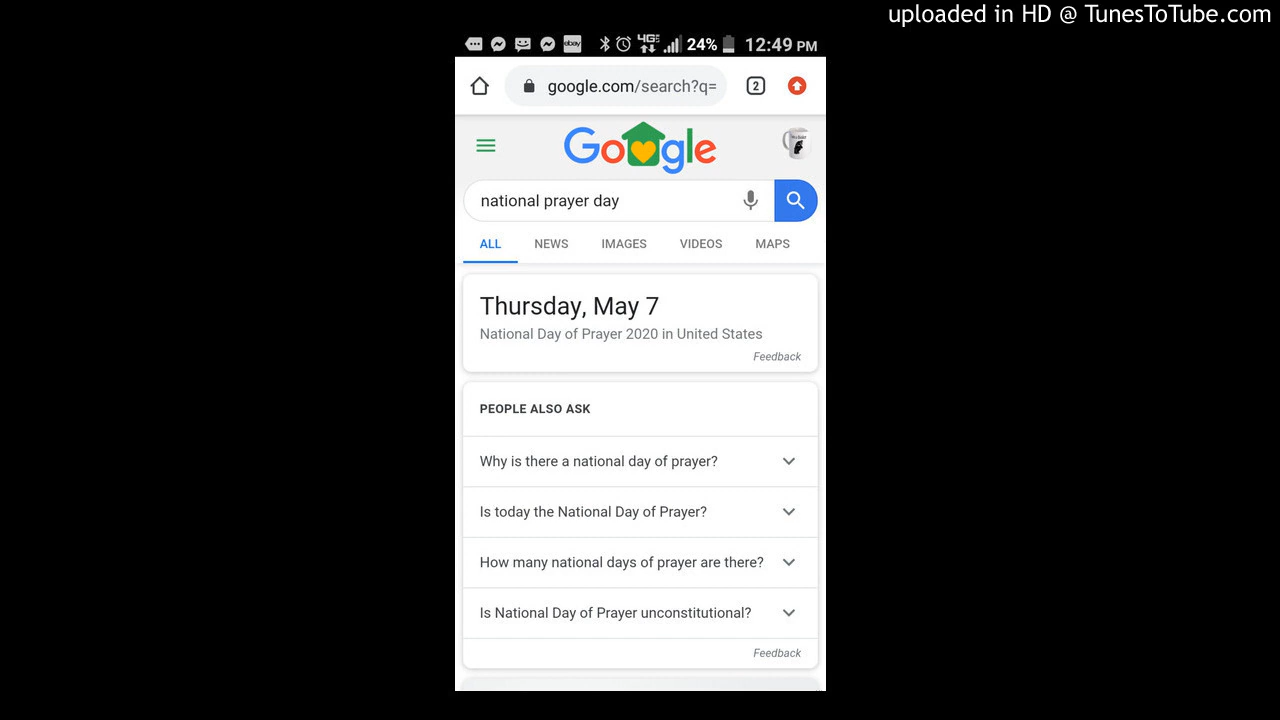 uploaded in HD @ TunesToTube.com
ebay 4G 24% 12:49 PM
google.com/search?q= 2
Google
national prayer day
ALL NEWS IMAGES VIDEOS MAPS
Thursday, May 7
National Day of Prayer 2020 in United States
Feedback
PEOPLE ALSO ASK
Why is there a national day of prayer?
Is today the National Day of Prayer?
How many national days of prayer are there?
Is National Day of Prayer unconstitutional?
Feedback